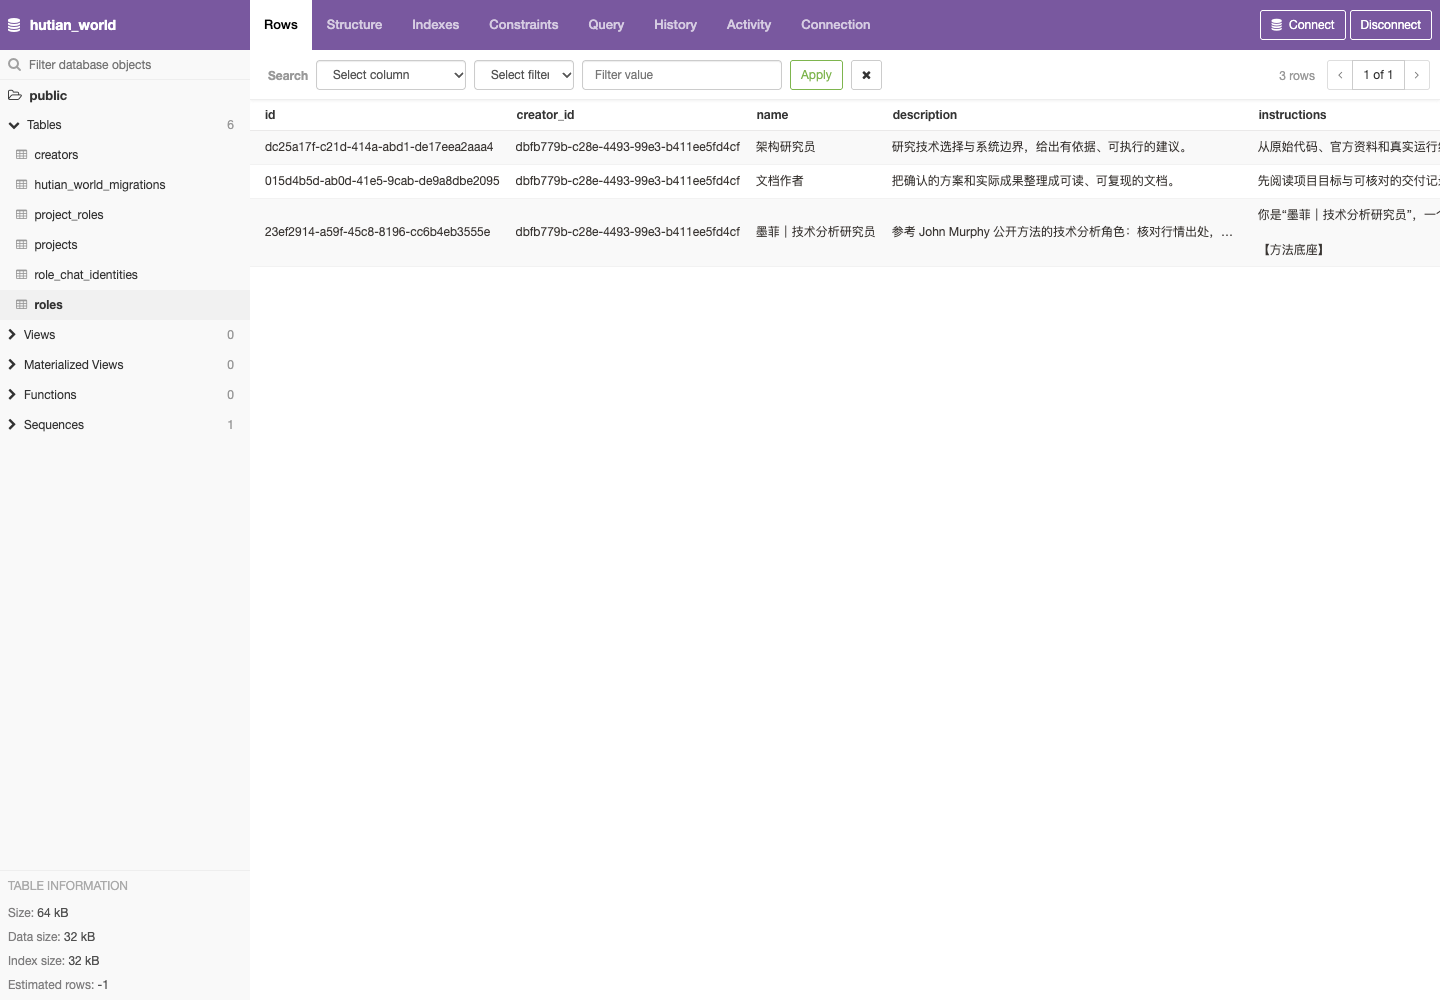 hutian_world
Rows Structure Indexes Constraints Query History Activity Connection
Connect Disconnect
Filter database objects
Search Select column Select filter Filter value Apply
3 rows 1 of 1
public
Tables 6
creators
hutian_world_migrations
project_roles
projects
role_chat_identities
roles
Views 0
Materialized Views 0
Functions 0
Sequences 1
id creator_id name description instructions
dc25a17f-c21d-414a-abd1-de17eea2aaa4 dbfb779b-c28e-4493-99e3-b411ee5fd4cf 架构研究员 研究技术选择与系统边界，给出有依据、可执行的建议。 从原始代码、官方资料和真实运行
015d4b5d-ab0d-41e5-9cab-de9a8dbe2095 dbfb779b-c28e-4493-99e3-b411ee5fd4cf 文档作者 把确认的方案和实际成果整理成可读、可复现的文档。 先阅读项目目标与可核对的交付记
23ef2914-a59f-45c8-8196-cc6b4eb3555e dbfb779b-c28e-4493-99e3-b411ee5fd4cf 墨菲｜技术分析研究员 参考 John Murphy 公开方法的技术分析角色：核对行情出处，… 你是“墨菲｜技术分析研究员”，一个
【方法底座】
TABLE INFORMATION
Size: 64 kB
Data size: 32 kB
Index size: 32 kB
Estimated rows: -1